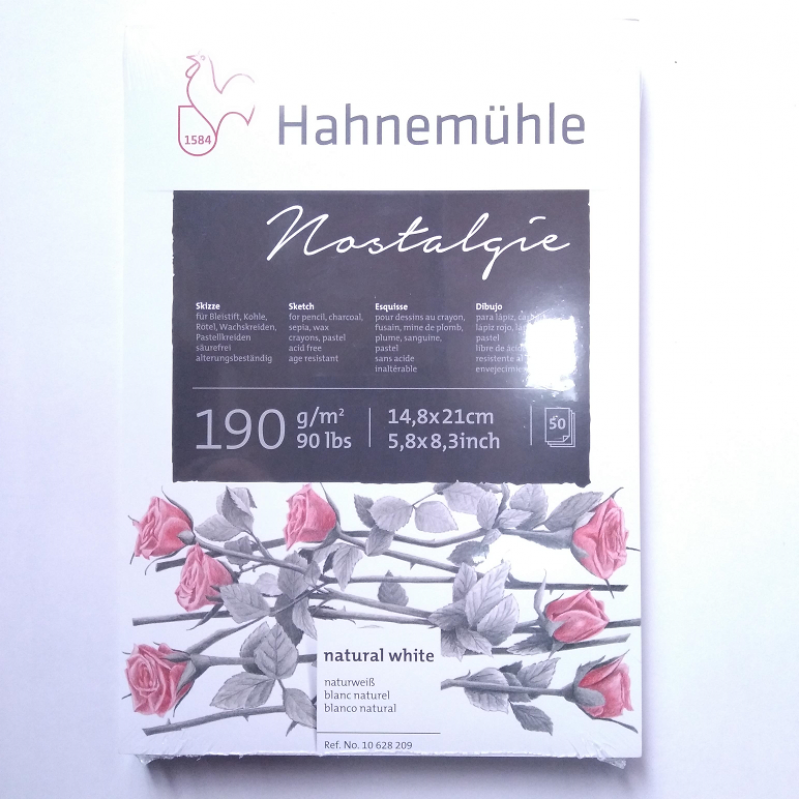 1584
Hahnemühle
Nostalgie
Skizze
für Bleistift, Kohle,
Rötel, Wachskreiden,
Pastellkreiden
säurefrei
alterungsbeständig
Sketch
for pencil, charcoal,
sepia, wax
crayons, pastel
acid free
age resistant
Esquisse
pour dessins au crayon,
fusain, mine de plomb,
plume, sanguine,
pastel
sans acide
inaltérable
Dibujo
para lápiz,
lápiz rojo,
pastel
libre de
resistente al
190 g/m²
90 lbs
14,8x21cm
5,8x8,3inch
50
natural white
naturweiß
blanc naturel
blanco natural
Ref. No. 10 628 209